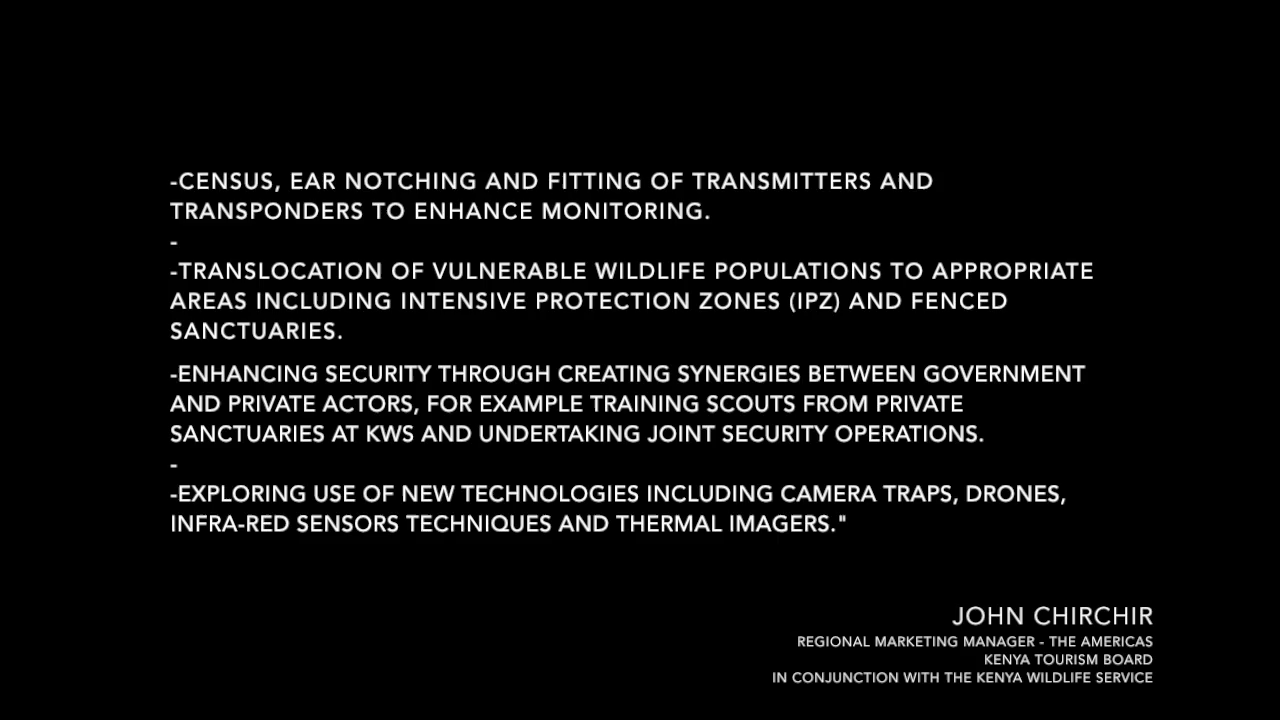 -CENSUS, EAR NOTCHING AND FITTING OF TRANSMITTERS AND
TRANSPONDERS TO ENHANCE MONITORING.
-
-TRANSLOCATION OF VULNERABLE WILDLIFE POPULATIONS TO APPROPRIATE
AREAS INCLUDING INTENSIVE PROTECTION ZONES (IPZ) AND FENCED
SANCTUARIES.
-ENHANCING SECURITY THROUGH CREATING SYNERGIES BETWEEN GOVERNMENT
AND PRIVATE ACTORS, FOR EXAMPLE TRAINING SCOUTS FROM PRIVATE
SANCTUARIES AT KWS AND UNDERTAKING JOINT SECURITY OPERATIONS.
-
-EXPLORING USE OF NEW TECHNOLOGIES INCLUDING CAMERA TRAPS, DRONES,
INFRA-RED SENSORS TECHNIQUES AND THERMAL IMAGERS."
JOHN CHIRCHIR
REGIONAL MARKETING MANAGER - THE AMERICAS
KENYA TOURISM BOARD
IN CONJUNCTION WITH THE KENYA WILDLIFE SERVICE